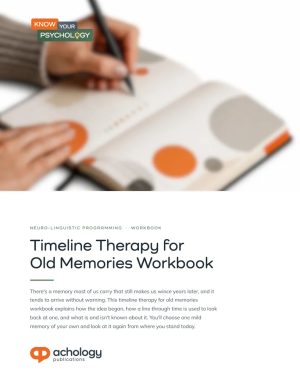 KNOW YOUR
PSYCHOLOGY
NEURO-LINGUISTIC PROGRAMMING WORKBOOK
Timeline Therapy for
Old Memories Workbook
There's a memory most of us carry that still makes us wince years later, and it
tends to arrive without warning. This timeline therapy for old memories
workbook explains how the idea began, how a line through time is used to look
back at one, and what is and isn't known about it. You'll choose one mild
memory of your own and look at it again from where you stand today.
achology
publications